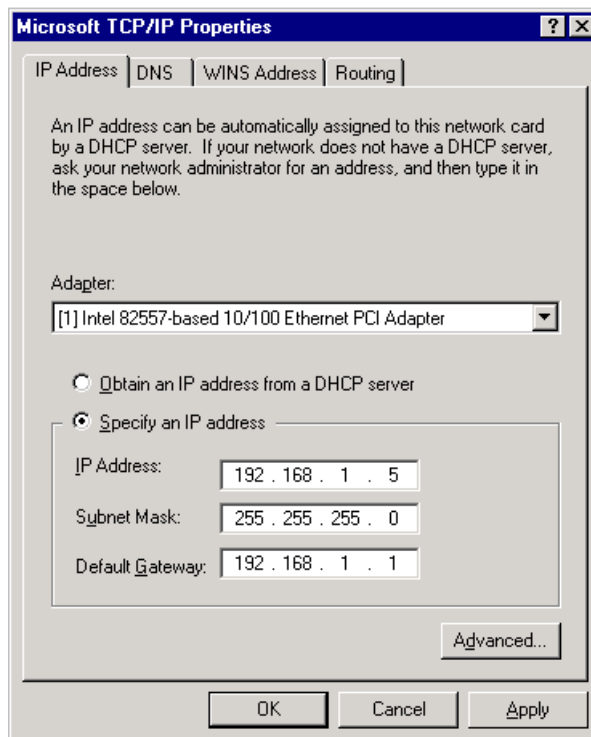 Microsoft TCP/IP Properties
IP Address DNS WINS Address Routing
An IP address can be automatically assigned to this network card
by a DHCP server. If your network does not have a DHCP server,
ask your network administrator for an address, and then type it in
the space below.
Adapter:
[1] Intel 82557-based 10/100 Ethernet PCI Adapter
Obtain an IP address from a DHCP server
Specify an IP address
IP Address: 192 . 168 . 1 . 5
Subnet Mask: 255 . 255 . 255 . 0
Default Gateway: 192 . 168 . 1 . 1
Advanced...
OK Cancel Apply